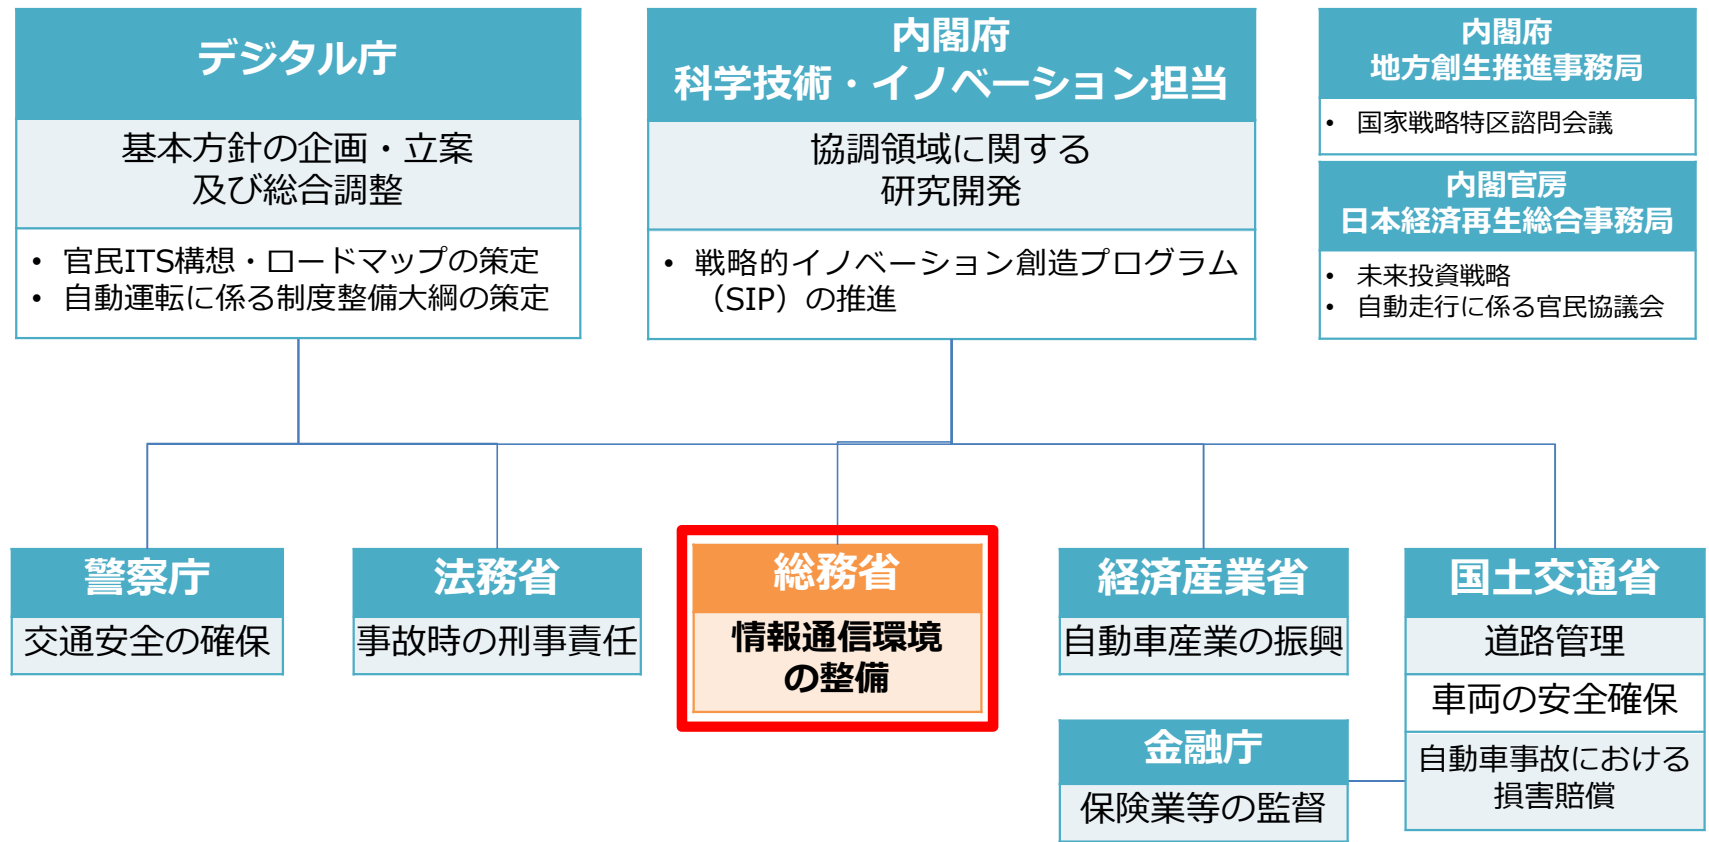 デジタル庁
基本方針の企画・立案
及び総合調整
• 官民ITS構想・ロードマップの策定
• 自動運転に係る制度整備大綱の策定
内閣府
科学技術・イノベーション担当
協調領域に関する
研究開発
• 戦略的イノベーション創造プログラム
（SIP）の推進
内閣府
地方創生推進事務局
• 国家戦略特区諮問会議
内閣官房
日本経済再生総合事務局
• 未来投資戦略
• 自動走行に係る官民協議会
警察庁
交通安全の確保
法務省
事故時の刑事責任
総務省
情報通信環境
の整備
経済産業省
自動車産業の振興
国土交通省
道路管理
車両の安全確保
自動車事故における
損害賠償
金融庁
保険業等の監督